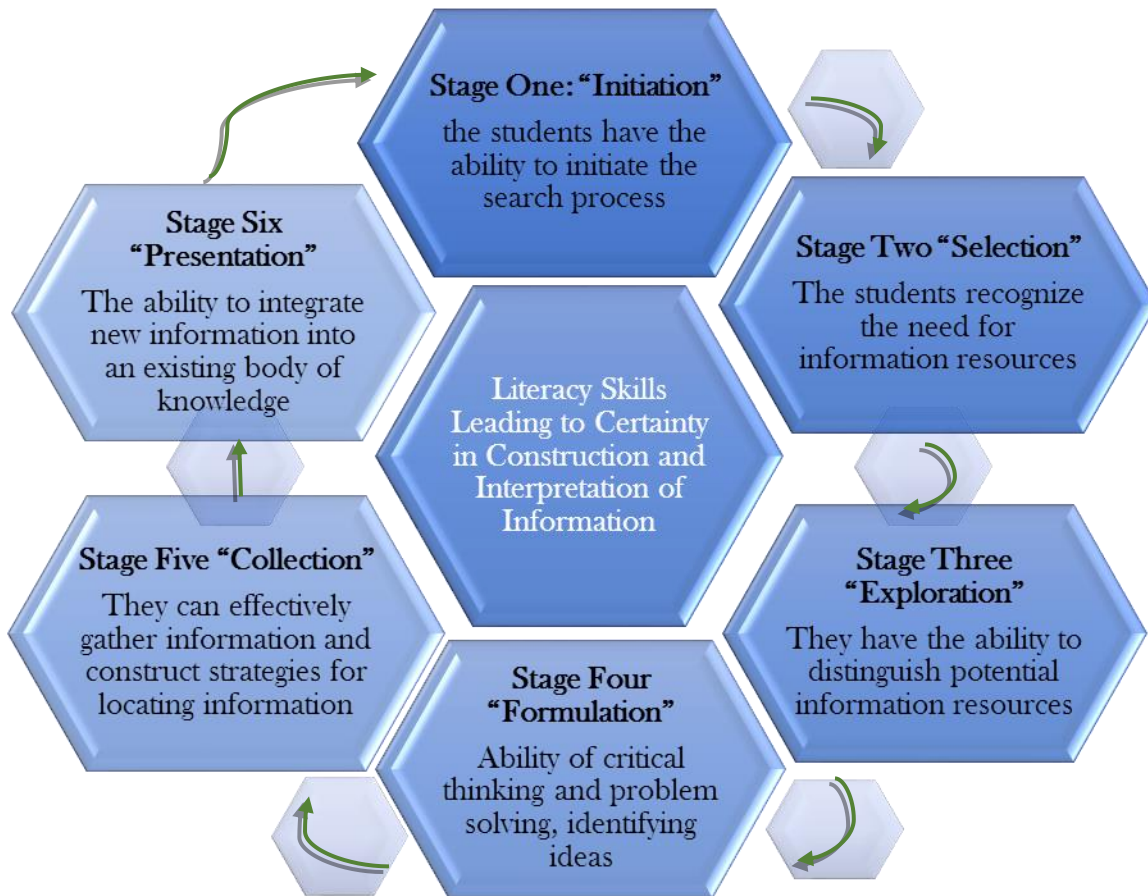 Stage One: “Initiation”
the students have the
ability to initiate the
search process
Stage Two “Selection”
The students recognize
the need for
information resources
Stage Three
“Exploration”
They have the ability to
distinguish potential
information resources
Stage Four
“Formulation”
Ability of critical
thinking and problem
solving, identifying
ideas
Stage Five “Collection”
They can effectively
gather information and
construct strategies for
locating information
Stage Six
“Presentation”
The ability to integrate
new information into
an existing body of
knowledge
Literacy Skills
Leading to Certainty
in Construction and
Interpretation of
Information